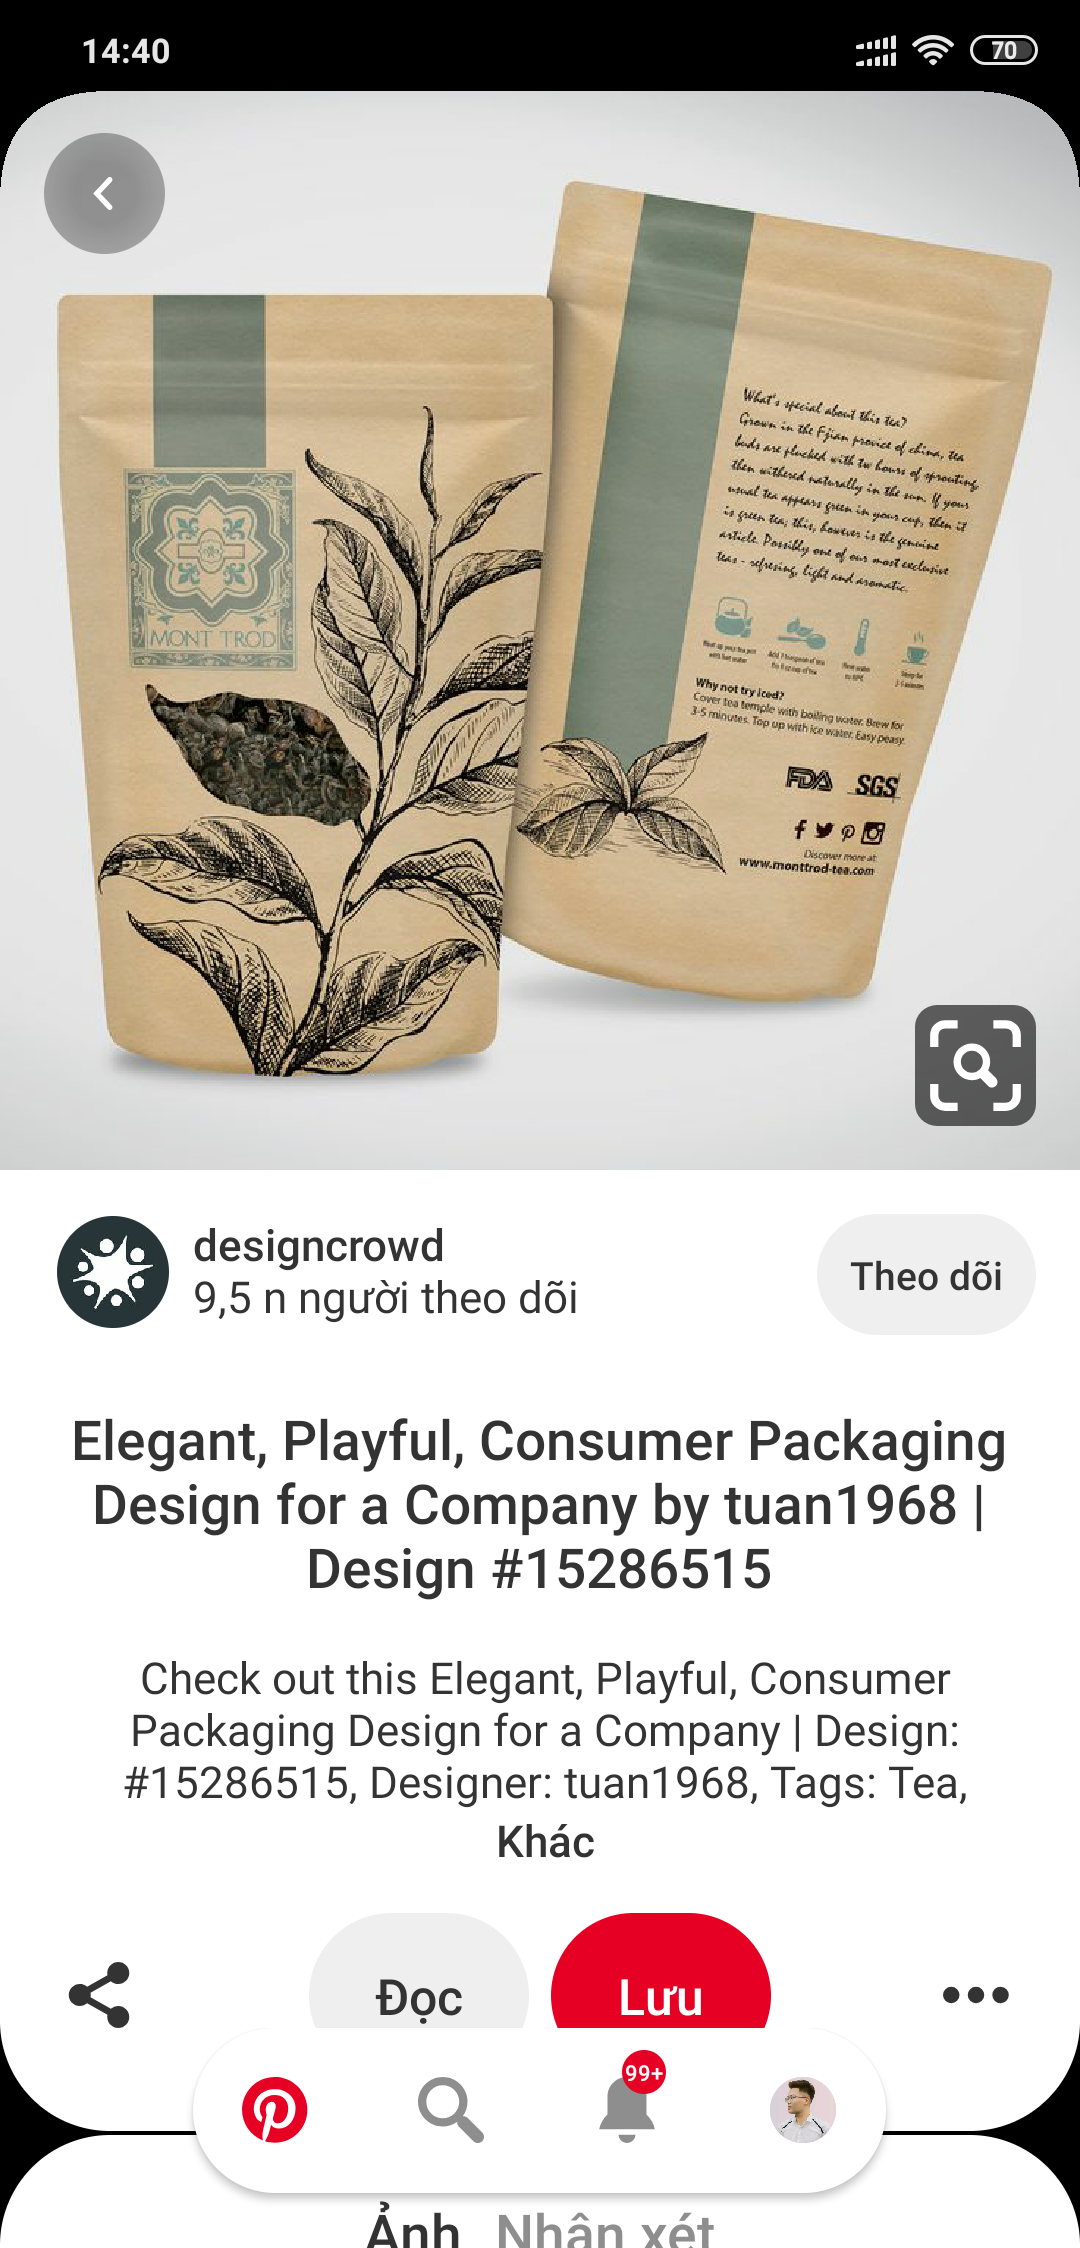 14:40
70
MONT TROD
What's special about this tea?
Grown in the Fjian provice of china, tea
buds are plucked with tw hours of sprouting
then withered naturally in the sun. If your
usual tea appears green in your cup, then it
is green tea; this, however is the genuine
article. Possibly one of our most exclusive
teas - refresing, light and aromatic.
Why not try iced?
Cover tea temple with boiling water. Brew for
3-5 minutes. Top up with ice water. Easy peasy.
FDA SGS
Discover more at:
www.monttrod-tea.com
designcrowd
9,5 n người theo dõi
Theo dõi
Elegant, Playful, Consumer Packaging
Design for a Company by tuan1968 |
Design #15286515
Check out this Elegant, Playful, Consumer
Packaging Design for a Company | Design:
#15286515, Designer: tuan1968, Tags: Tea,
Khác
Đọc
Lưu
99+
Ảnh Nhận xét